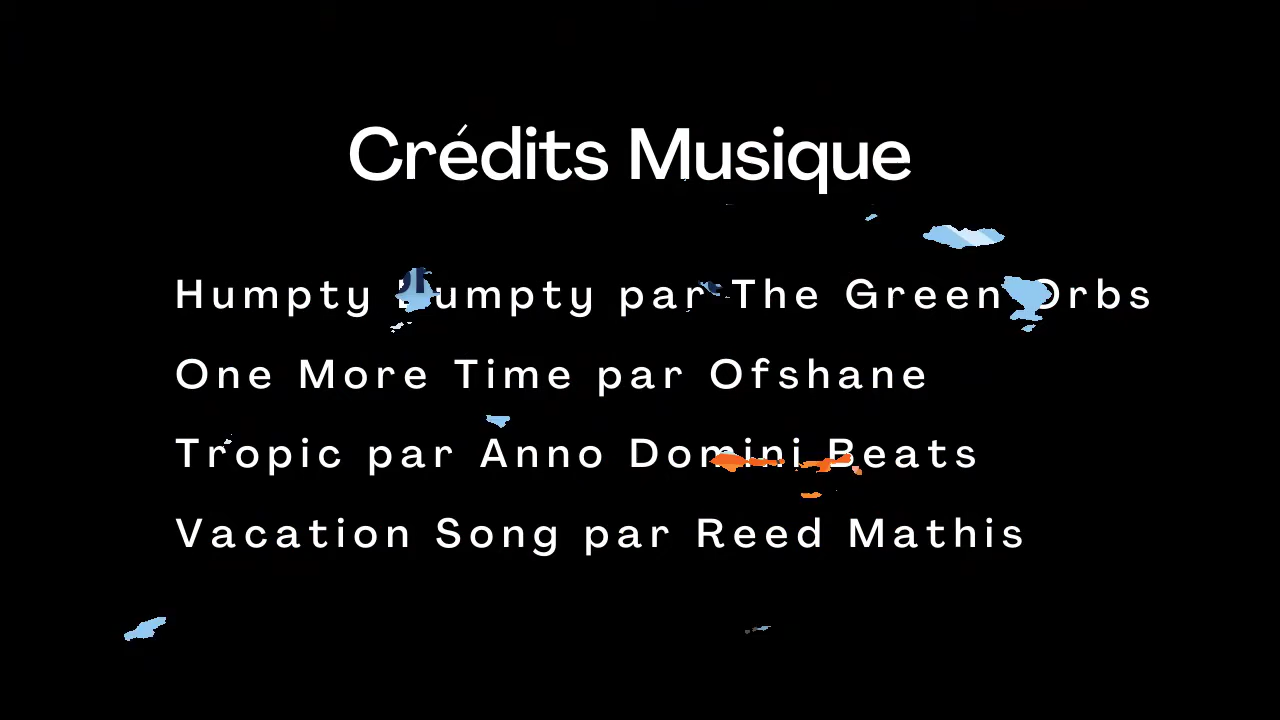 Crédits Musique
Humpty Dumpty par The Green Orbs
One More Time par Ofshane
Tropic par Anno Domini Beats
Vacation Song par Reed Mathis